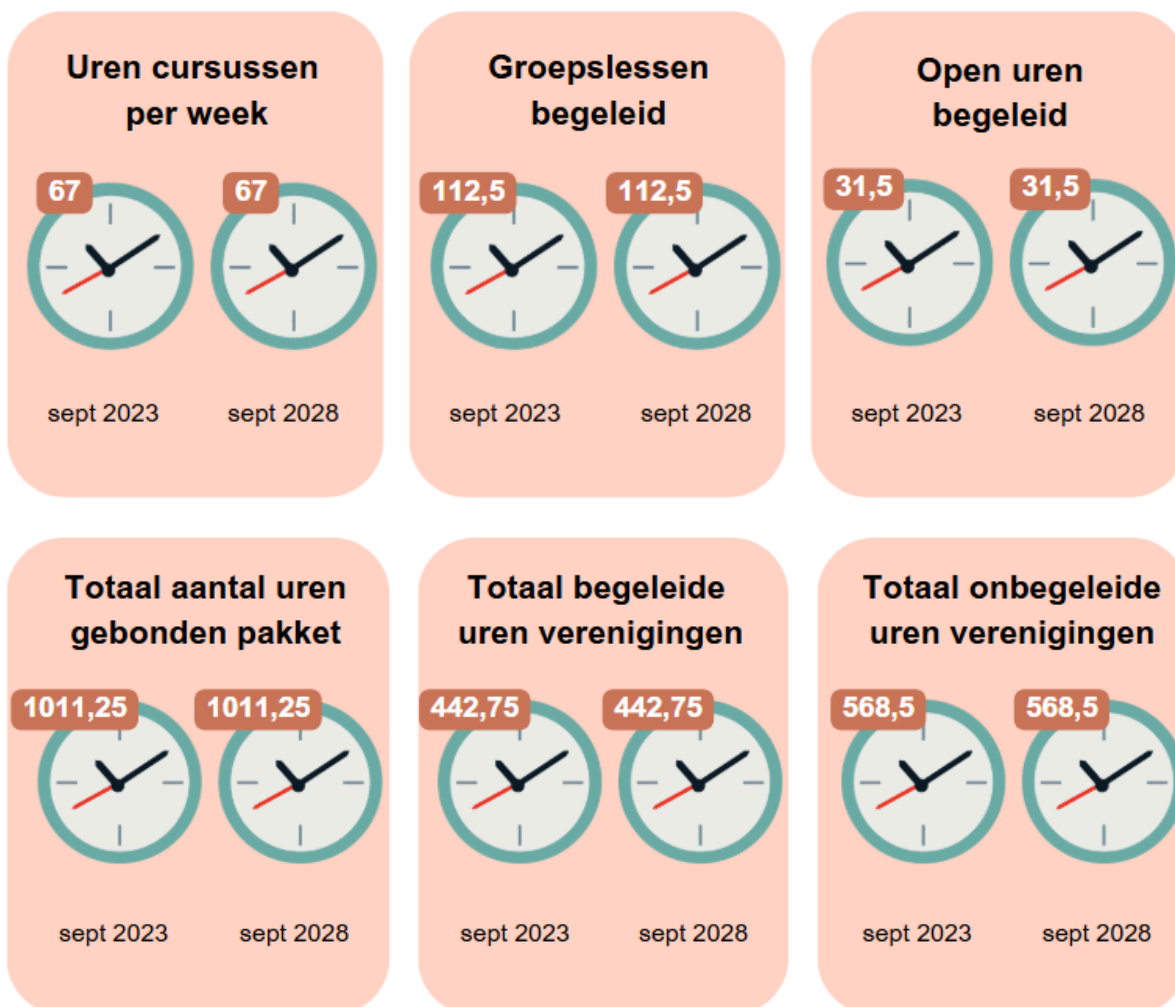 Uren cursussen
per week
67
67
sept 2023
sept 2028
Groepslessen
begeleid
112,5
112,5
sept 2023
sept 2028
Open uren
begeleid
31,5
31,5
sept 2023
sept 2028
Totaal aantal uren
gebonden pakket
1011,25
1011,25
sept 2023
sept 2028
Totaal begeleide
uren verenigingen
442,75
442,75
sept 2023
sept 2028
Totaal onbegeleide
uren verenigingen
568,5
568,5
sept 2023
sept 2028